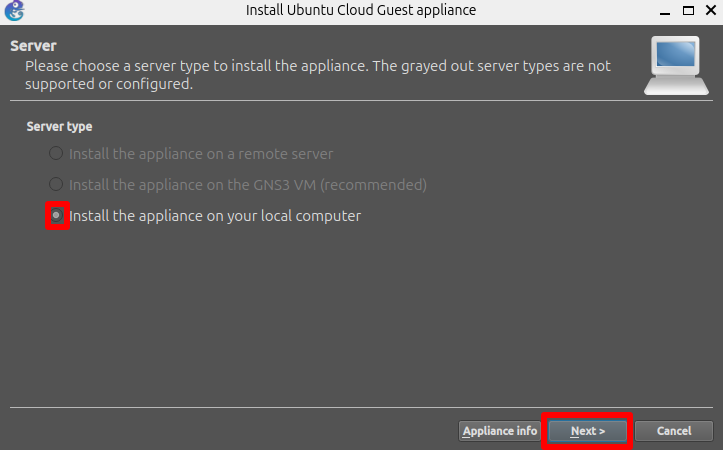 Install Ubuntu Cloud Guest appliance
Server
Please choose a server type to install the appliance. The grayed out server types are not
supported or configured.
Server type
Install the appliance on a remote server
Install the appliance on the GNS3 VM (recommended)
Install the appliance on your local computer
Appliance info
Next >
Cancel